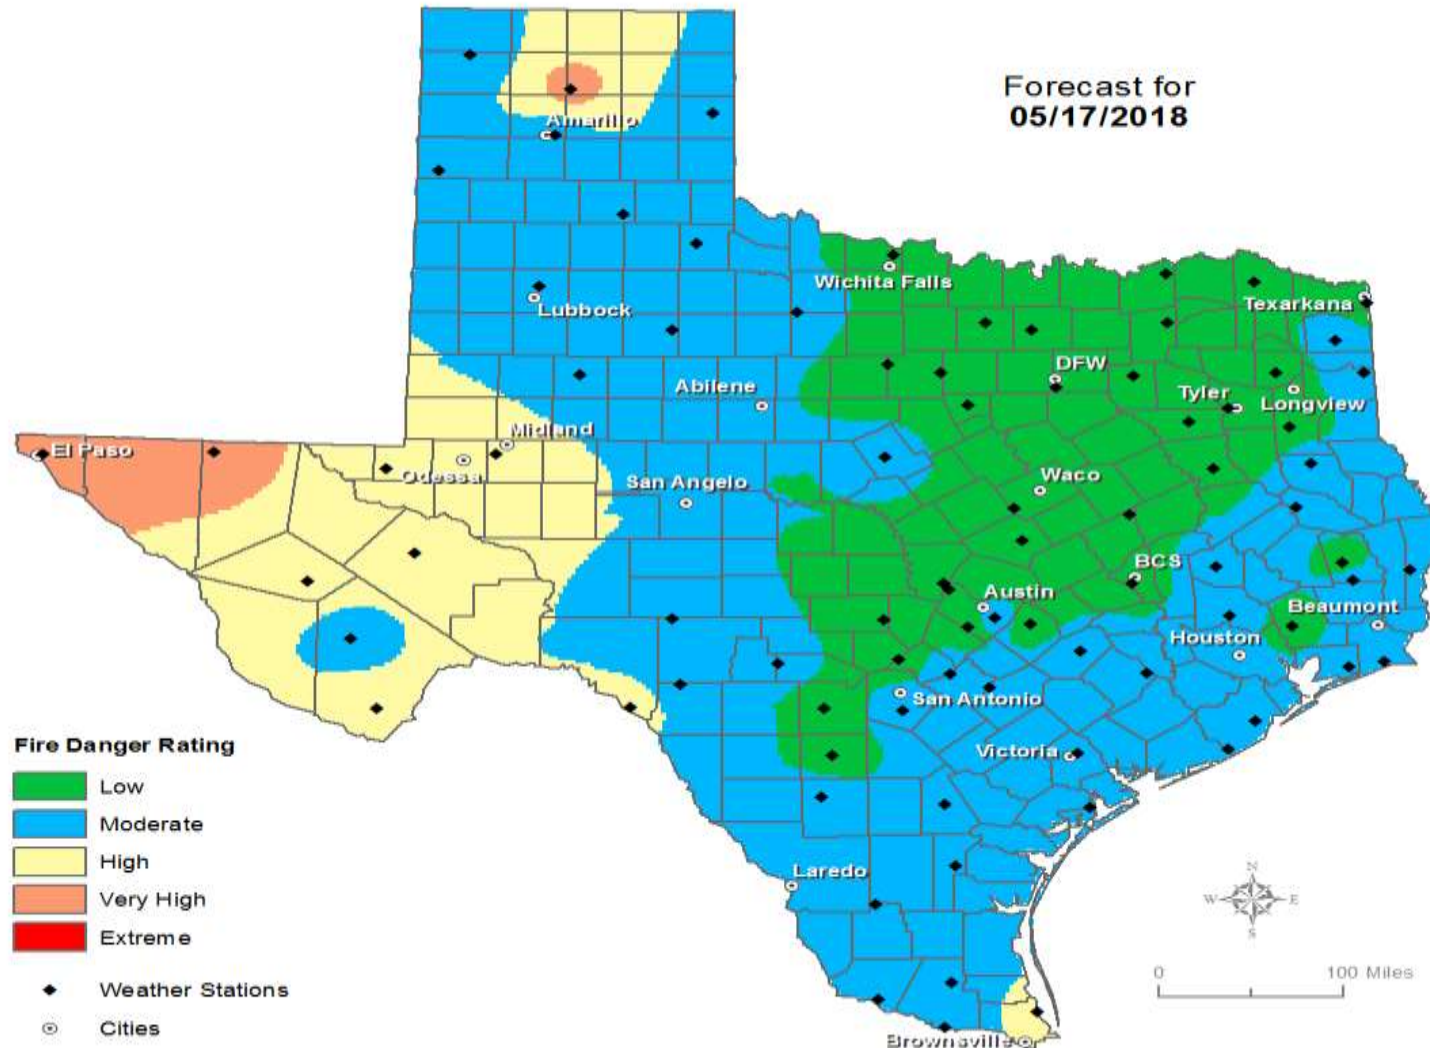 Forecast for
05/17/2018
Amarillo
Wichita Falls
Texarkana
Lubbock
DFW
Abilene
Tyler
Longview
Midland
El Paso
Odessa
San Angelo
Waco
BCS
Austin
Beaumont
Houston
San Antonio
Victoria
Laredo
Brownsville
Fire Danger Rating
Low
Moderate
High
Very High
Extreme
Weather Stations
Cities
N
W E
S
0 100 Miles